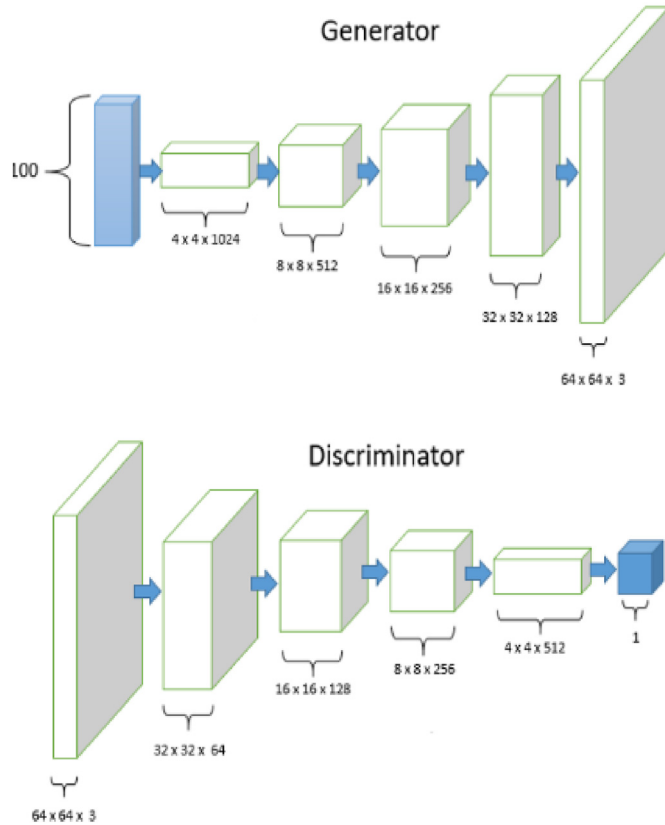 Generator
100
4 x 4 x 1024
8 x 8 x 512
16 x 16 x 256
32 x 32 x 128
64 x 64 x 3
Discriminator
64 x 64 x 3
32 x 32 x 64
16 x 16 x 128
8 x 8 x 256
4 x 4 x 512
1